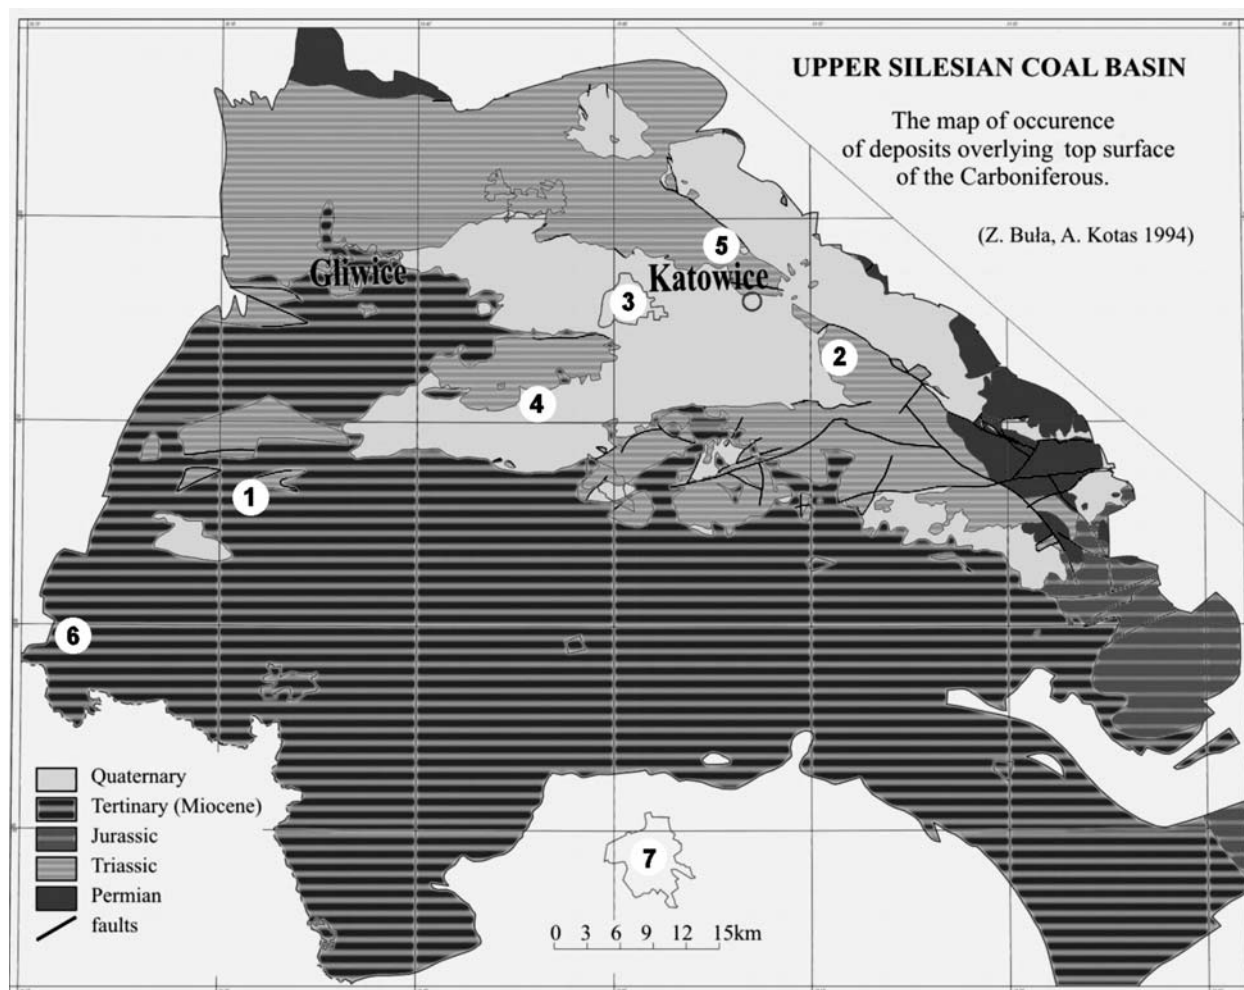 UPPER SILESIAN COAL BASIN
The map of occurence
of deposits overlying top surface
of the Carboniferous.
(Z. Buła, A. Kotas 1994)
5
Gliwice
Katowice
3
2
4
1
6
Quaternary
Tertinary (Miocene)
Jurassic
Triassic
Permian
faults
7
0 3 6 9 12 15km